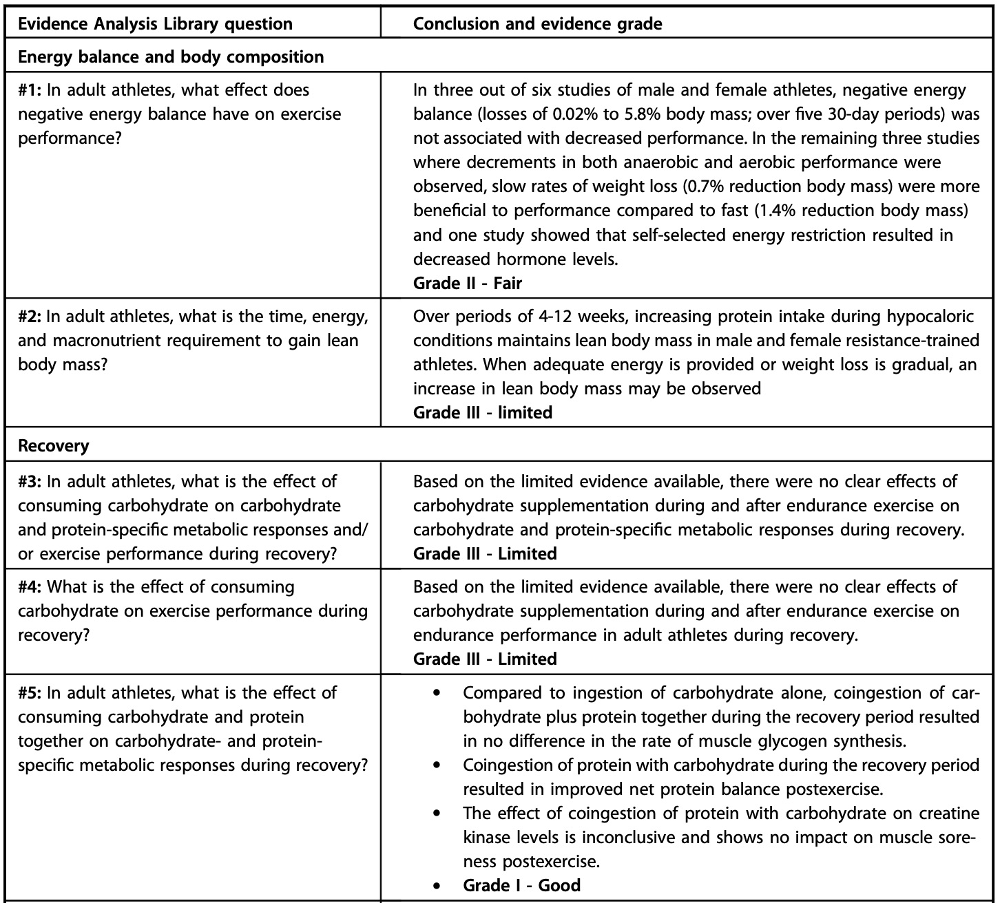 Evidence Analysis Library question
Conclusion and evidence grade
Energy balance and body composition
#1: In adult athletes, what effect does
negative energy balance have on exercise
performance?
In three out of six studies of male and female athletes, negative energy
balance (losses of 0.02% to 5.8% body mass; over five 30-day periods) was
not associated with decreased performance. In the remaining three studies
where decrements in both anaerobic and aerobic performance were
observed, slow rates of weight loss (0.7% reduction body mass) were more
beneficial to performance compared to fast (1.4% reduction body mass)
and one study showed that self-selected energy restriction resulted in
decreased hormone levels.
Grade II - Fair
#2: In adult athletes, what is the time, energy,
and macronutrient requirement to gain lean
body mass?
Over periods of 4-12 weeks, increasing protein intake during hypocaloric
conditions maintains lean body mass in male and female resistance-trained
athletes. When adequate energy is provided or weight loss is gradual, an
increase in lean body mass may be observed
Grade III - limited
Recovery
#3: In adult athletes, what is the effect of
consuming carbohydrate on carbohydrate
and protein-specific metabolic responses and/
or exercise performance during recovery?
Based on the limited evidence available, there were no clear effects of
carbohydrate supplementation during and after endurance exercise on
carbohydrate and protein-specific metabolic responses during recovery.
Grade III - Limited
#4: What is the effect of consuming
carbohydrate on exercise performance during
recovery?
Based on the limited evidence available, there were no clear effects of
carbohydrate supplementation during and after endurance exercise on
endurance performance in adult athletes during recovery.
Grade III - Limited
#5: In adult athletes, what is the effect of
consuming carbohydrate and protein
together on carbohydrate- and protein-
specific metabolic responses during recovery?
• Compared to ingestion of carbohydrate alone, coingestion of car-
bohydrate plus protein together during the recovery period resulted
in no difference in the rate of muscle glycogen synthesis.
• Coingestion of protein with carbohydrate during the recovery period
resulted in improved net protein balance postexercise.
• The effect of coingestion of protein with carbohydrate on creatine
kinase levels is inconclusive and shows no impact on muscle sore-
ness postexercise.
• Grade I - Good